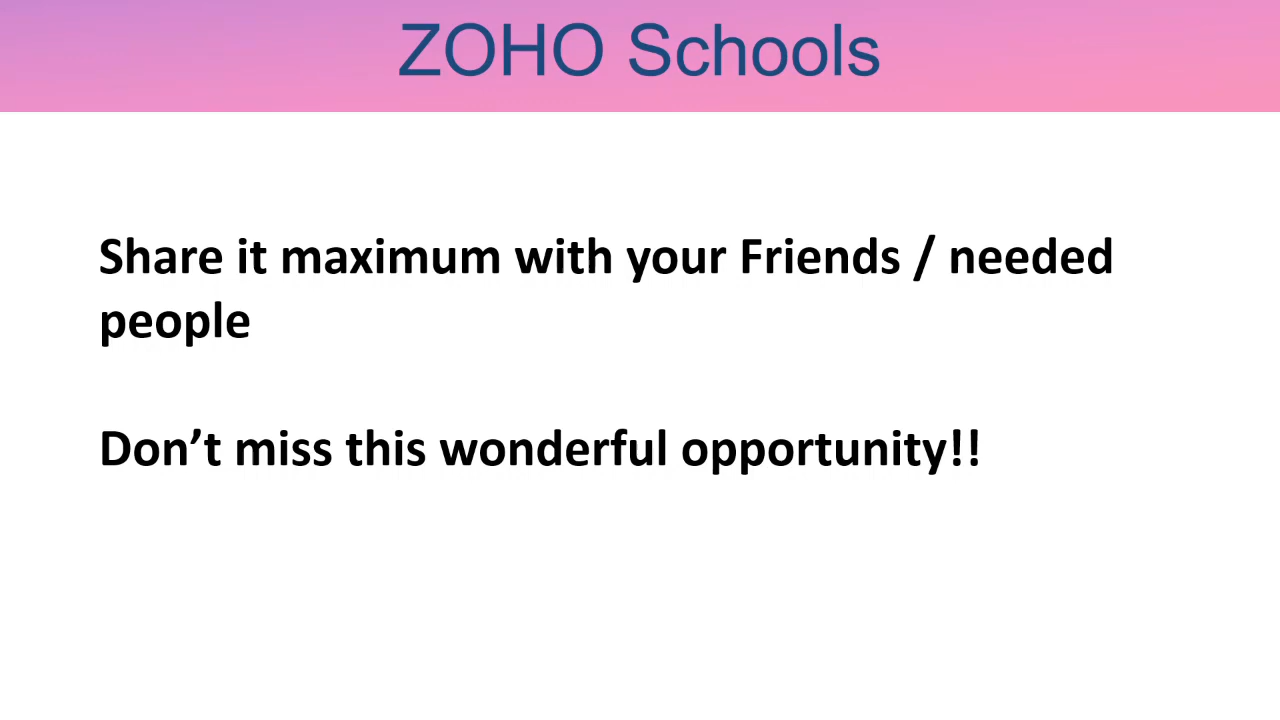 ZOHO Schools
Share it maximum with your Friends / needed
people
Don’t miss this wonderful opportunity!!